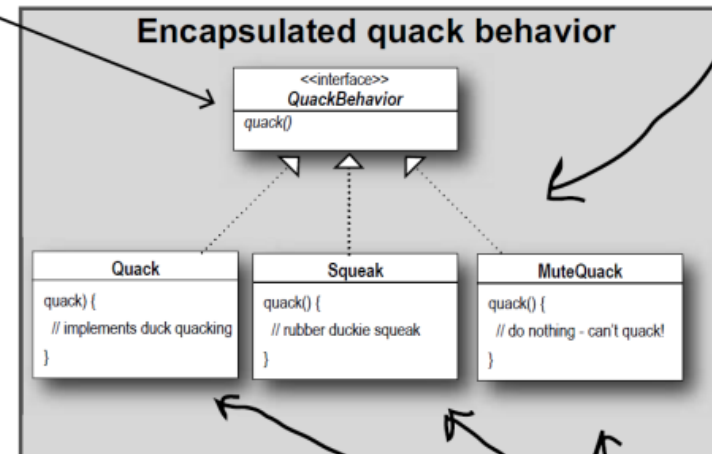 Encapsulated quack behavior
<<interface>>
QuackBehavior
quack()
Quack
quack) {
// implements duck quacking
}
Squeak
quack() {
// rubber duckie squeak
}
MuteQuack
quack() {
// do nothing - can't quack!
}